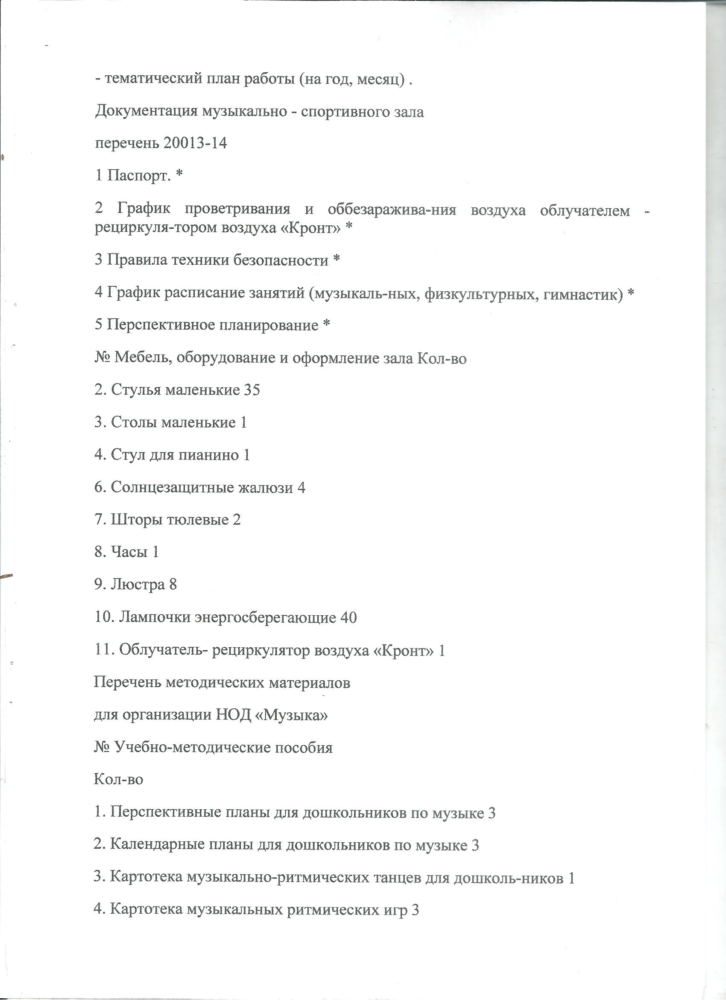 - тематический план работы (на год, месяц) .
Документация музыкально - спортивного зала
перечень 20013-14
1 Паспорт. *
2 График проветривания и оббезаражива-ния воздуха облучателем -
рециркуля-тором воздуха «Кронт» *
3 Правила техники безопасности *
4 График расписание занятий (музыкаль-ных, физкультурных, гимнастик) *
5 Перспективное планирование *
№ Мебель, оборудование и оформление зала Кол-во
2. Стулья маленькие 35
3. Столы маленькие 1
4. Стул для пианино 1
6. Солнцезащитные жалюзи 4
7. Шторы тюлевые 2
8. Часы 1
9. Люстра 8
10. Лампочки энергосберегающие 40
11. Облучатель- рециркулятор воздуха «Кронт» 1
Перечень методических материалов
для организации НОД «Музыка»
№ Учебно-методические пособия
Кол-во
1. Перспективные планы для дошкольников по музыке 3
2. Календарные планы для дошкольников по музыке 3
3. Картотека музыкально-ритмических танцев для дошколь-ников 1
4. Картотека музыкальных ритмических игр 3